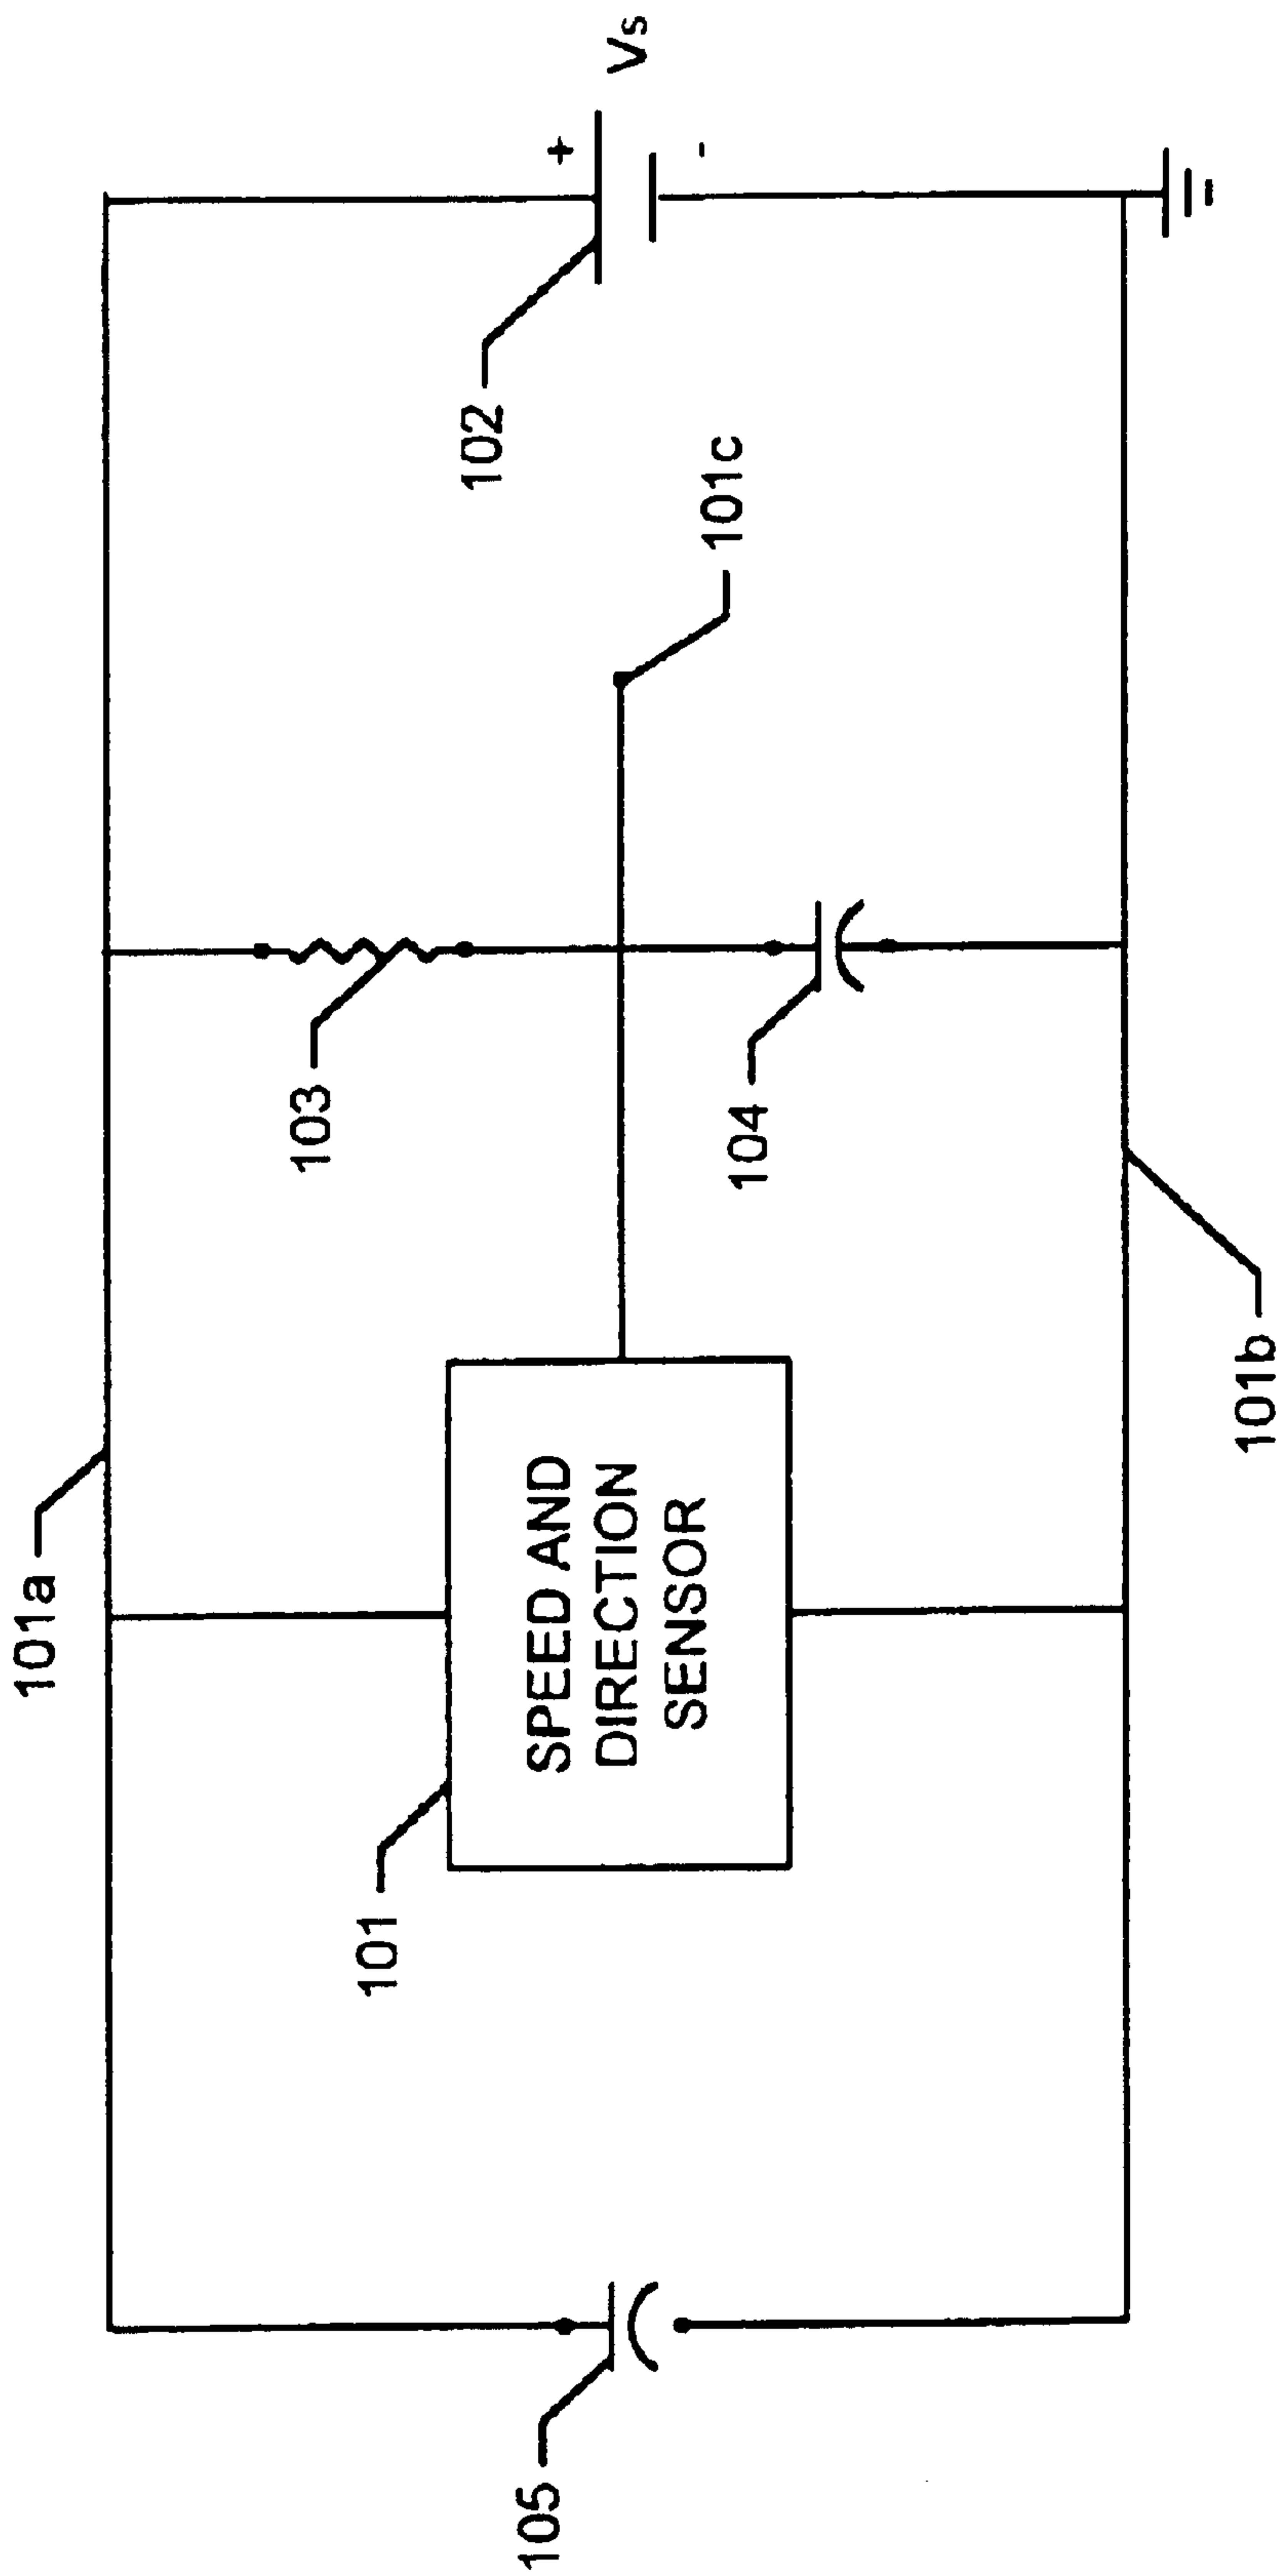 101a
101
SPEED AND
DIRECTION
SENSOR
105
103
102
+
Vs
-
101c
104
101b